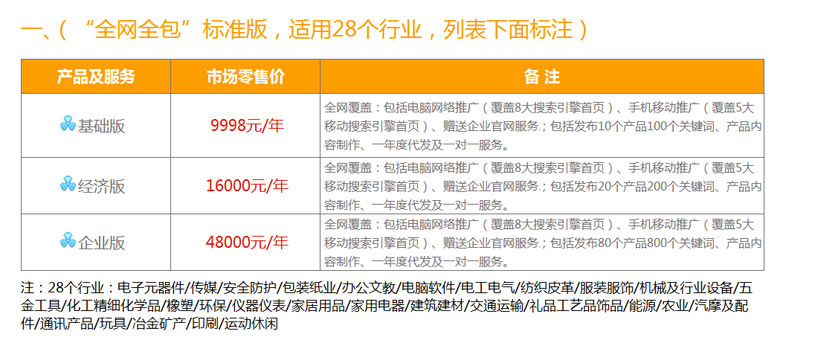 一、（ “全网全包”标准版，适用28个行业，列表下面标注）
产品及服务
市场零售价
备 注
基础版
9998元/年
全网覆盖：包括电脑网络推广（覆盖8大搜索引擎首页）、手机移动推广（覆盖5大
移动搜索引擎首页）、赠送企业官网服务；包括发布10个产品100个关键词、产品内
容制作、一年度代发及一对一服务。
经济版
16000元/年
全网覆盖：包括电脑网络推广（覆盖8大搜索引擎首页）、手机移动推广（覆盖5大
移动搜索引擎首页）、赠送企业官网服务；包括发布20个产品200个关键词、产品内
容制作、一年度代发及一对一服务。
企业版
48000元/年
全网覆盖：包括电脑网络推广（覆盖8大搜索引擎首页）、手机移动推广（覆盖5大
移动搜索引擎首页）、赠送企业官网服务；包括发布80个产品800个关键词、产品内
容制作、一年度代发及一对一服务。
注：28个行业：电子元器件/传媒/安全防护/包装纸业/办公文教/电脑软件/电工电气/纺织皮革/服装服饰/机械及行业设备/五
金工具/化工精细化学品/橡塑/环保/仪器仪表/家居用品/家用电器/建筑建材/交通运输/礼品工艺品饰品/能源/农业/汽摩及配
件/通讯产品/玩具/冶金矿产/印刷/运动休闲